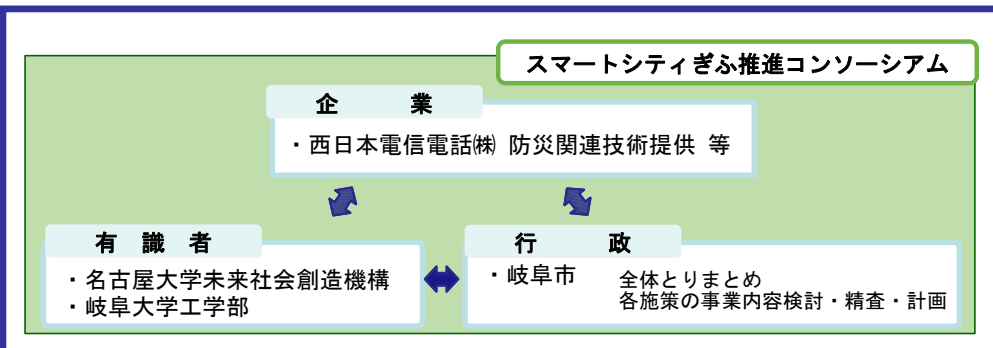 スマートシティぎふ推進コンソーシアム
企　業
・西日本電信電話㈱ 防災関連技術提供 等
有 識 者
・名古屋大学未来社会創造機構
・岐阜大学工学部
行　政
・岐阜市　全体とりまとめ
各施策の事業内容検討・精査・計画